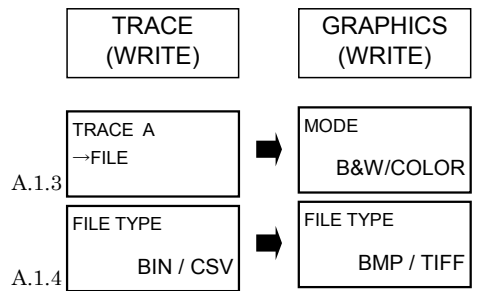 TRACE
(WRITE)
GRAPHICS
(WRITE)
TRACE A
→FILE
A.1.3
MODE
B&W/COLOR
FILE TYPE
BIN / CSV
A.1.4
FILE TYPE
BMP / TIFF